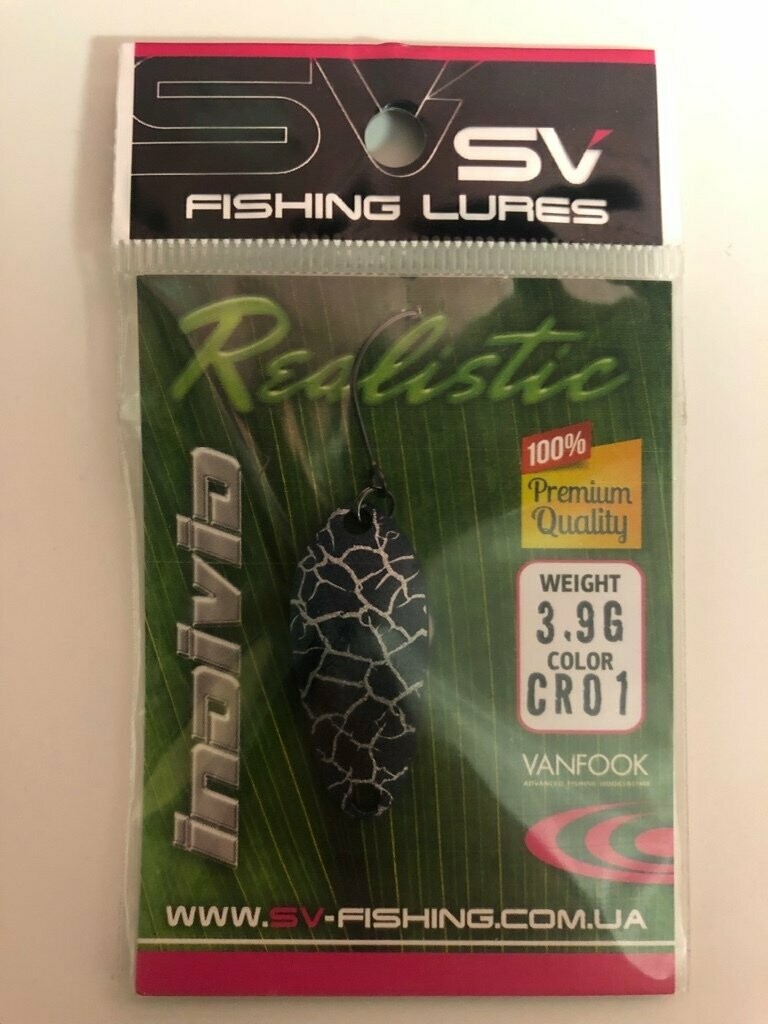 SV
SV
FISHING LURES
Realistic
INDIVID
100%
Premium
Quality
WEIGHT
3.9G
COLOR
CR01
VANFOOK
WWW.SV-FISHING.COM.UA